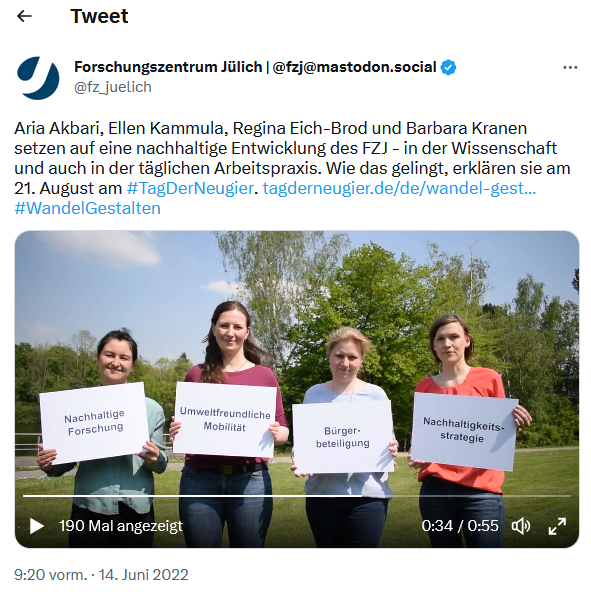 Tweet
Forschungszentrum Jülich | @fzj@mastodon.social
@fz_juelich
Aria Akbari, Ellen Kammula, Regina Eich-Brod und Barbara Kranen
setzen auf eine nachhaltige Entwicklung des FZJ - in der Wissenschaft
und auch in der täglichen Arbeitspraxis. Wie das gelingt, erklären sie am
21. August am #TagDerNeugier. tagderneugier.de/de/wandel-gest...
#WandelGestalten
Nachhaltige
Forschung
Umweltfreundliche
Mobilität
Bürger-
beteiligung
Nachhaltigkeits-
strategie
190 Mal angezeigt
0:34 / 0:55
9:20 vorm. · 14. Juni 2022